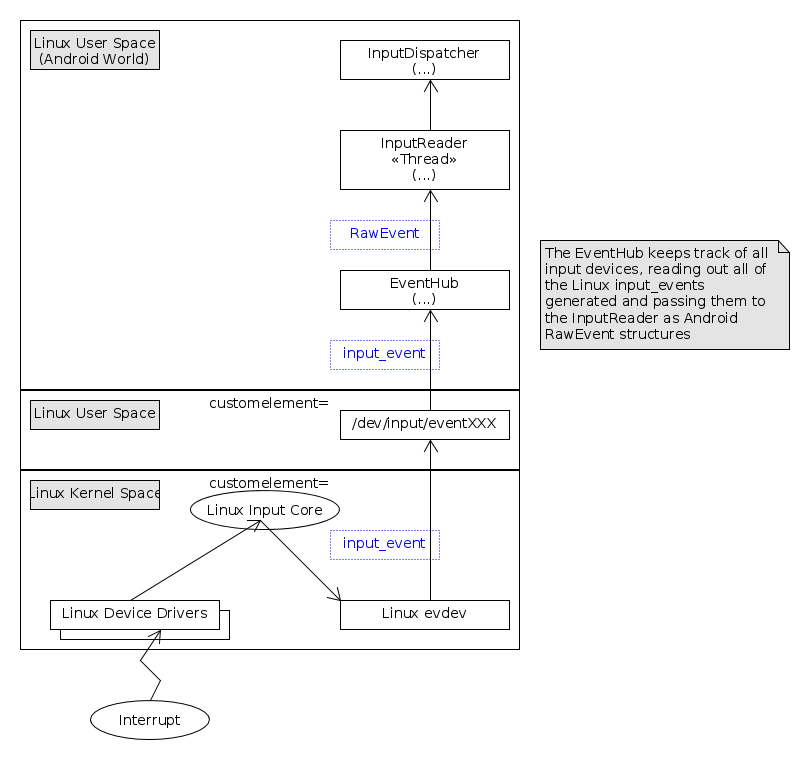 Linux User Space
(Android World)
InputDispatcher
(...)
InputReader
«Thread»
(...)
RawEvent
EventHub
(...)
The EventHub keeps track of all
input devices, reading out all of
the Linux input_events
generated and passing them to
the InputReader as Android
RawEvent structures
input_event
Linux User Space
customelement=
/dev/input/eventXXX
Linux Kernel Space
customelement=
Linux Input Core
input_event
Linux Device Drivers
Linux evdev
Interrupt